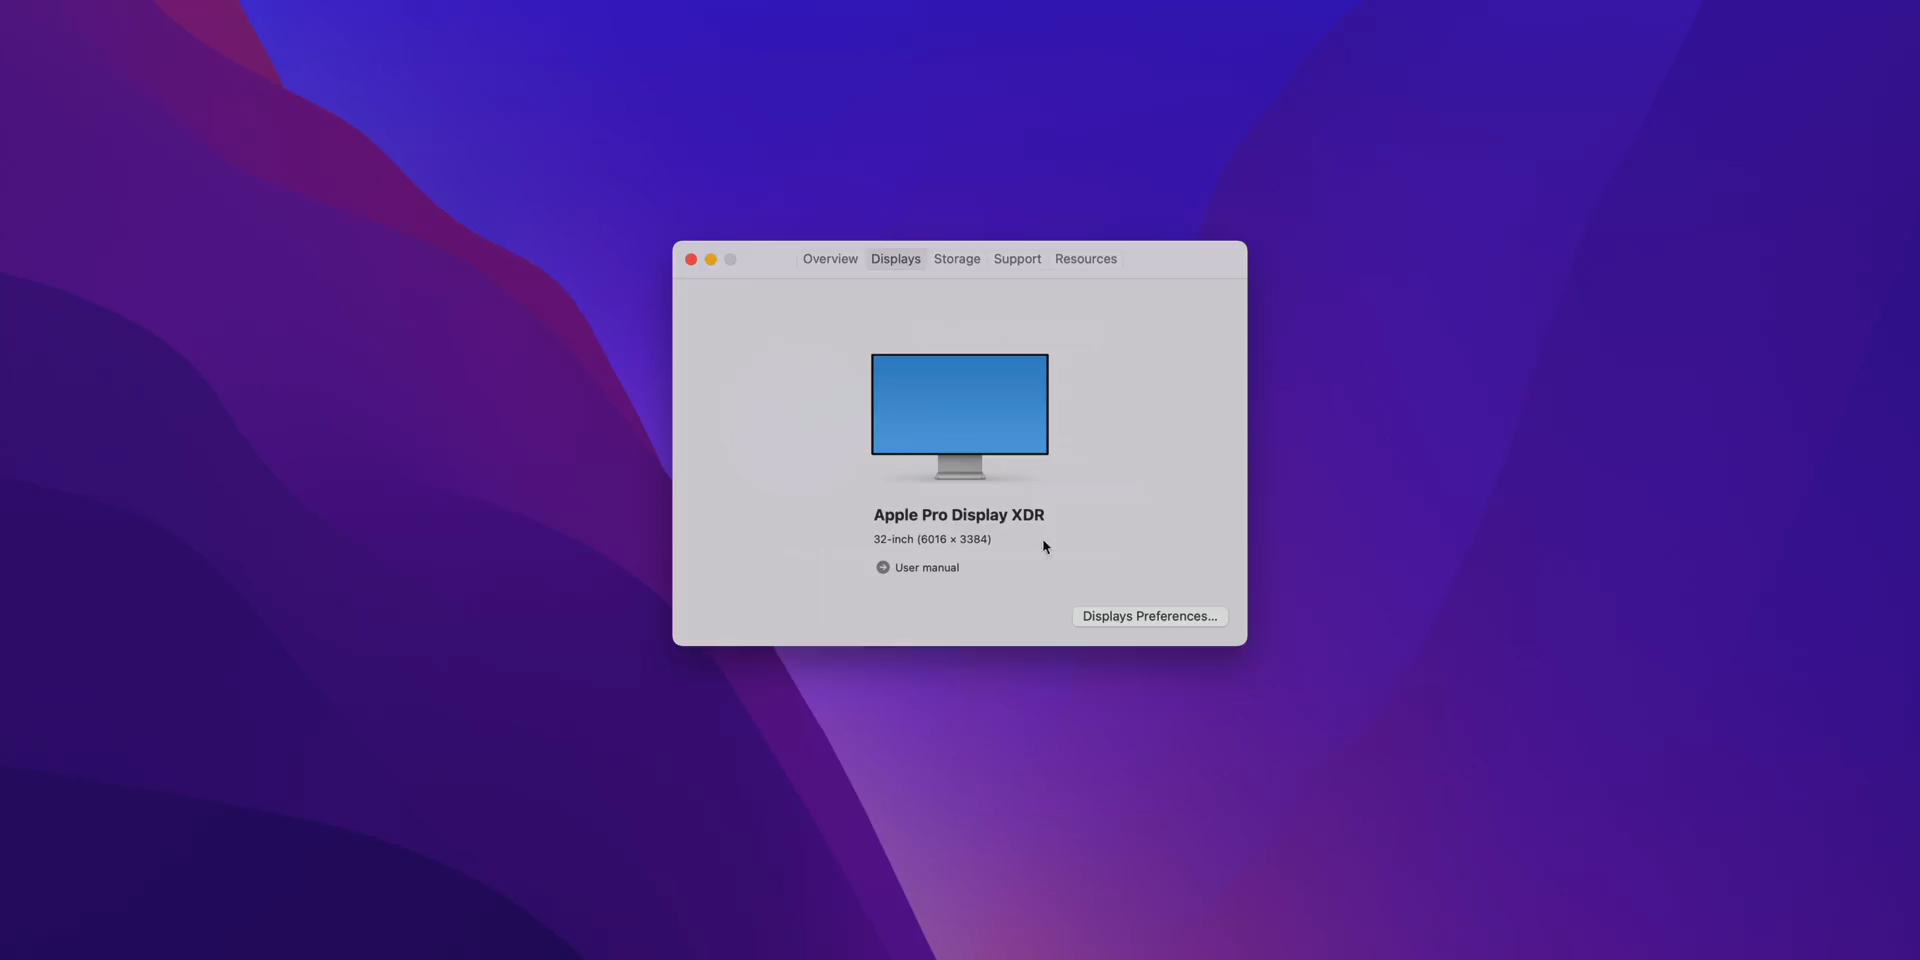 Overview Displays Storage Support Resources
Apple Pro Display XDR
32-inch (6016 × 3384)
User manual
Displays Preferences...